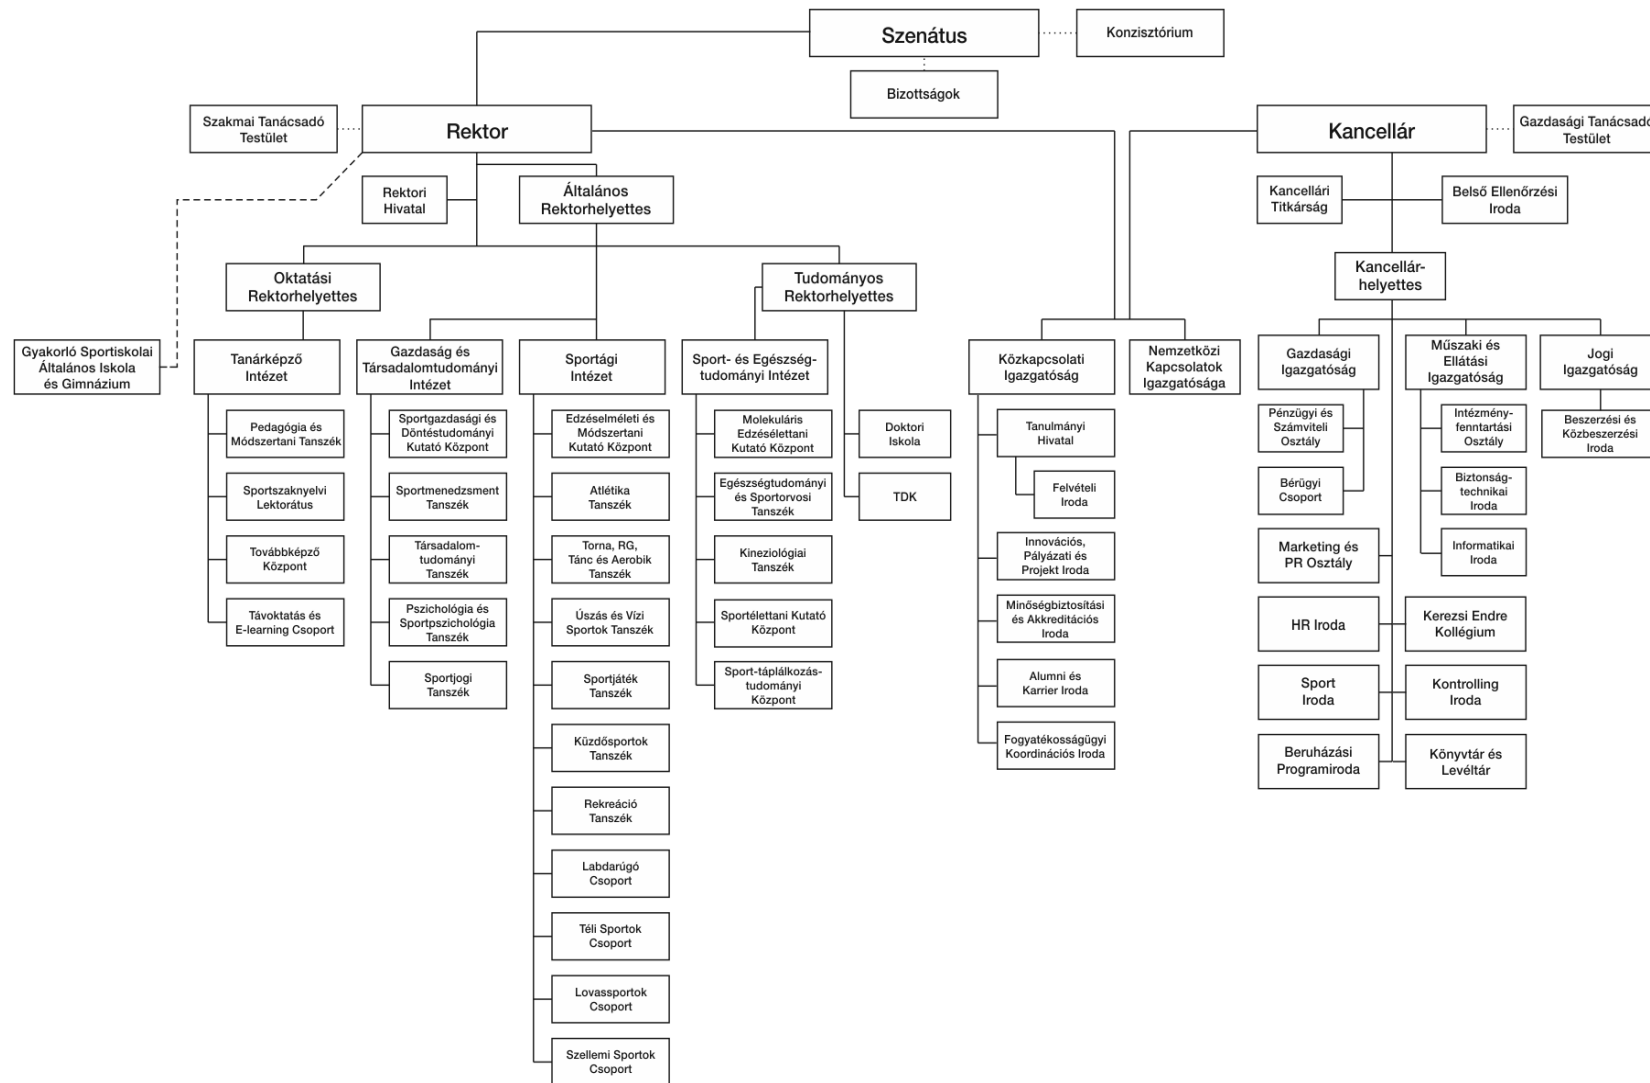 Szenátus
Konzisztórium
Bizottságok
Szakmai Tanácsadó
Testület
Rektor
Kancellár
Gazdasági Tanácsadó
Testület
Rektori
Hivatal
Általános
Rektorhelyettes
Kancellári
Titkárság
Belső Ellenőrzési
Iroda
Oktatási
Rektorhelyettes
Tudományos
Rektorhelyettes
Kancellár-
helyettes
Gyakorló Sportiskolai
Általános Iskola
és Gimnázium
Tanárképző
Intézet
Gazdaság és
Társadalomtudományi
Intézet
Sportági
Intézet
Sport- és Egészség-
tudományi Intézet
Közkapcsolati
Igazgatóság
Nemzetközi
Kapcsolatok
Igazgatósága
Gazdasági
Igazgatóság
Műszaki és
Ellátási
Igazgatóság
Jogi
Igazgatóság
Pedagógia és
Módszertani Tanszék
Sportszaknyelvi
Lektorátus
Továbbképző
Központ
Távoktatás és
E-learning Csoport
Sportgazdasági és
Döntéstudományi
Kutató Központ
Sportmenedzsment
Tanszék
Társadalom-
tudományi
Tanszék
Pszichológia és
Sportpszichológia
Tanszék
Sportjogi
Tanszék
Edzéselméleti és
Módszertani
Kutató Központ
Atlétika
Tanszék
Torna, RG,
Tánc és Aerobik
Tanszék
Úszás és Vízi
Sportok Tanszék
Sportjáték
Tanszék
Küzdősportok
Tanszék
Rekreáció
Tanszék
Labdarúgó
Csoport
Téli Sportok
Csoport
Lovassportok
Csoport
Szellemi Sportok
Csoport
Molekuláris
Edzésélettani
Kutató Központ
Egészségtudományi
és Sportorvosi
Tanszék
Kineziológiai
Tanszék
Sportélettani Kutató
Központ
Sport-táplálkozás-
tudományi
Központ
Doktori
Iskola
TDK
Tanulmányi
Hivatal
Felvételi
Iroda
Innovációs,
Pályázati és
Projekt Iroda
Minőségbiztosítási
és Akkreditációs
Iroda
Alumni és
Karrier Iroda
Fogyatékosságügyi
Koordinációs Iroda
Pénzügyi és
Számviteli
Osztály
Bérügyi
Csoport
Intézmény-
fenntartási
Osztály
Biztonság-
technikai
Iroda
Informatikai
Iroda
Beszerzési és
Közbeszerzési
Iroda
Marketing és
PR Osztály
HR Iroda
Kerezsi Endre
Kollégium
Sport
Iroda
Kontrolling
Iroda
Beruházási
Programiroda
Könyvtár és
Levéltár